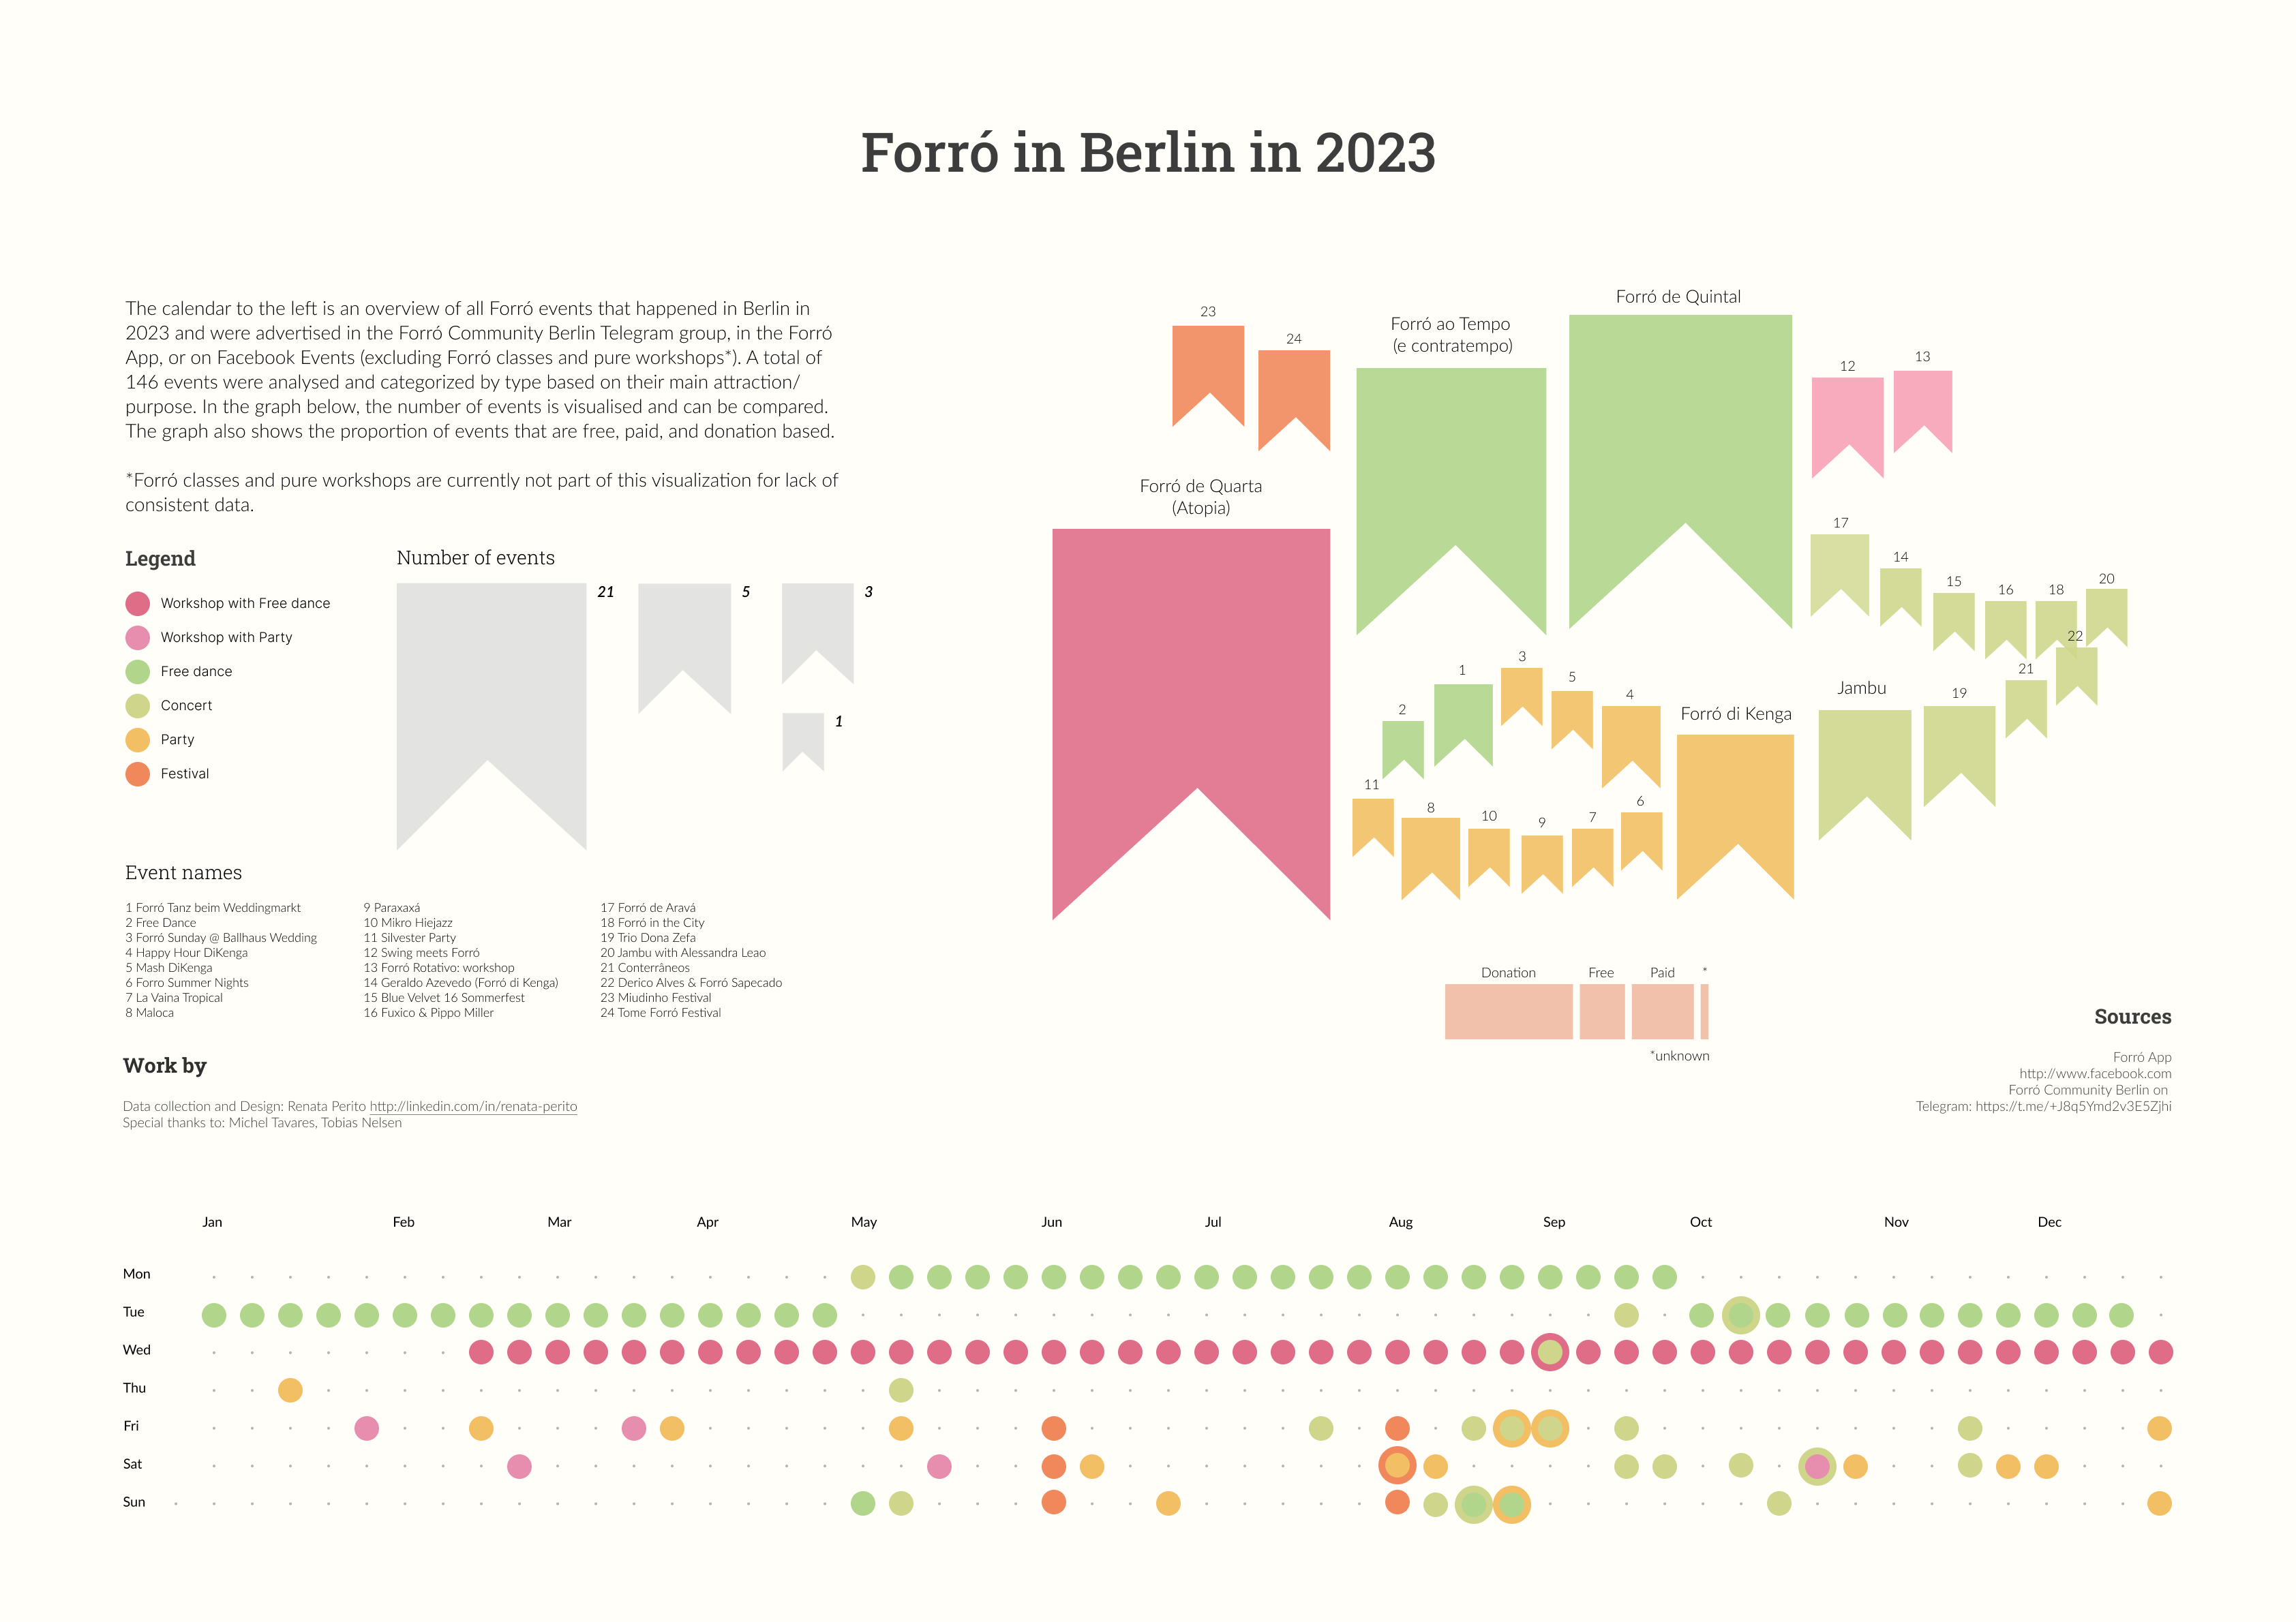 Forró in Berlin in 2023
The calendar to the left is an overview of all Forró events that happened in Berlin in
2023 and were advertised in the Forró Community Berlin Telegram group, in the Forró
App, or on Facebook Events (excluding Forró classes and pure workshops*). A total of
146 events were analysed and categorized by type based on their main attraction/
purpose. In the graph below, the number of events is visualised and can be compared.
The graph also shows the proportion of events that are free, paid, and donation based.
*Forró classes and pure workshops are currently not part of this visualization for lack of
consistent data.
Legend
Workshop with Free dance
Workshop with Party
Free dance
Concert
Party
Festival
Number of events
21
5
3
1
Event names
1 Forró Tanz beim Weddingmarkt
2 Free Dance
3 Forró Sunday @ Ballhaus Wedding
4 Happy Hour DiKenga
5 Mash DiKenga
6 Forro Summer Nights
7 La Vaina Tropical
8 Maloca
9 Paraxaxá
10 Mikro Hiejazz
11 Silvester Party
12 Swing meets Forró
13 Forró Rotativo: workshop
14 Geraldo Azevedo (Forró di Kenga)
15 Blue Velvet 16 Sommerfest
16 Fuxico & Pippo Miller
17 Forró de Aravá
18 Forró in the City
19 Trio Dona Zefa
20 Jambu with Alessandra Leao
21 Conterrâneos
22 Derico Alves & Forró Sapecado
23 Miudinho Festival
24 Tome Forró Festival
Work by
Data collection and Design: Renata Perito http://linkedin.com/in/renata-perito
Special thanks to: Michel Tavares, Tobias Nelsen
23
24
Forró ao Tempo
(e contratempo)
Forró de Quintal
12
13
Forró de Quarta
(Atopia)
17
14
15
16
18
20
22
21
19
Jambu
Forró di Kenga
2
1
3
5
4
11
8
10
9
7
6
Donation
Free
Paid
*
*unknown
Sources
Forró App
http://www.facebook.com
Forró Community Berlin on
Telegram: https://t.me/+J8q5Ymd2v3E5Zjhi
Jan
Feb
Mar
Apr
May
Jun
Jul
Aug
Sep
Oct
Nov
Dec
Mon
Tue
Wed
Thu
Fri
Sat
Sun